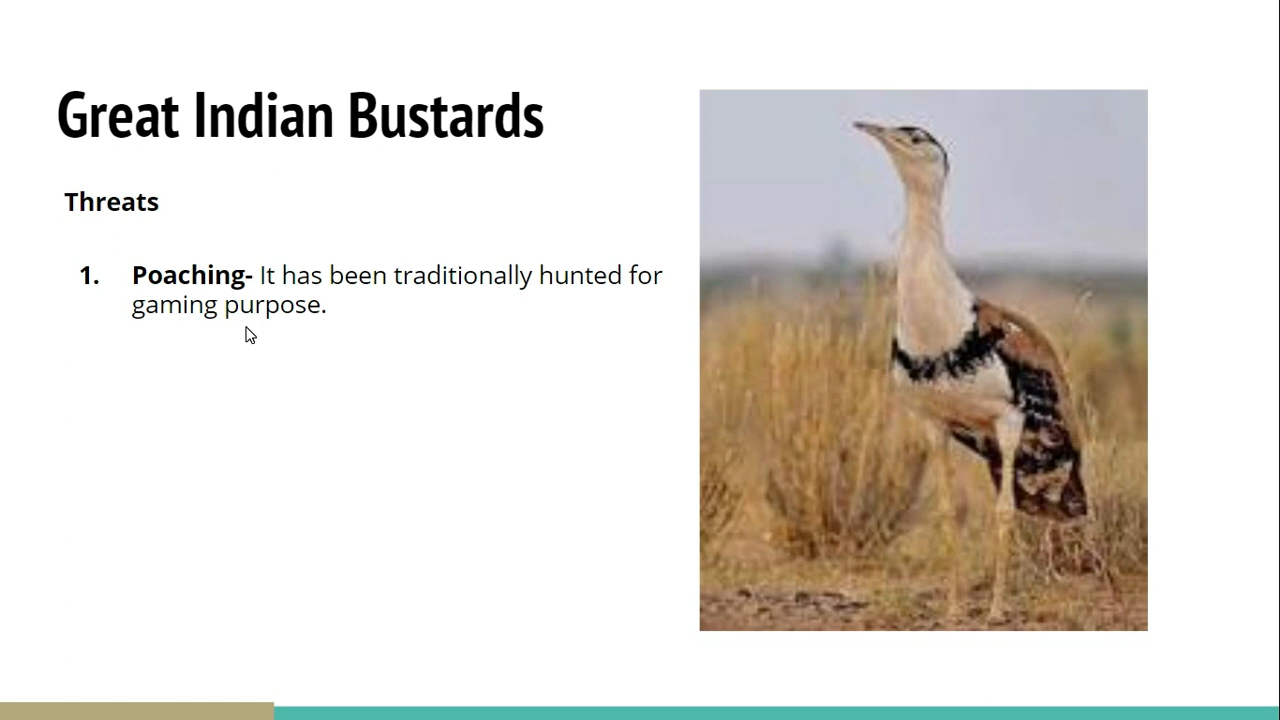 Great Indian Bustards
Threats
1. Poaching- It has been traditionally hunted for
gaming purpose.